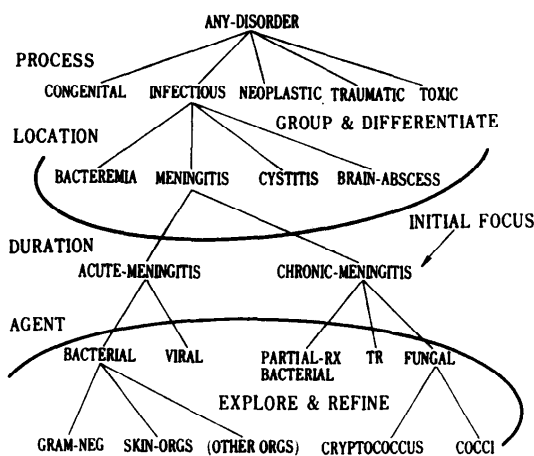 ANY-DISORDER
PROCESS
CONGENITAL INFECTIOUS NEOPLASTIC TRAUMATIC TOXIC
GROUP & DIFFERENTIATE
LOCATION
BACTEREMIA MENINGITIS CYSTITIS BRAIN-ABSCESS
INITIAL FOCUS
DURATION
ACUTE-MENINGITIS CHRONIC-MENINGITIS
AGENT
BACTERIAL VIRAL PARTIAL-RX TR FUNGAL
BACTERIAL
EXPLORE & REFINE
GRAM-NEG SKIN-ORGS (OTHER ORGS) CRYPTOCOCCUS COCCI